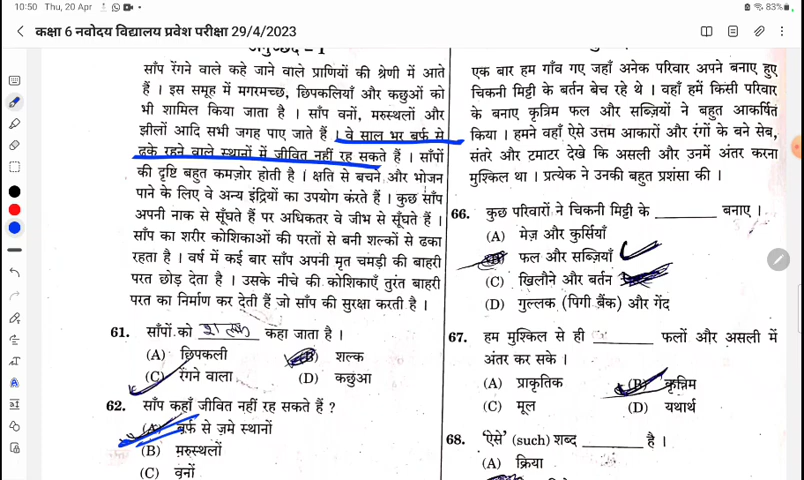 10:50 Thu, 20 Apr
83%
कक्षा 6 नवोदय विद्यालय प्रवेश परीक्षा 29/4/2023
साँप रेंगने वाले कहे जाने वाले प्राणियों की श्रेणी में आते
हैं । इस समूह में मगरमच्छ, छिपकलियाँ और कछुओं को
भी शामिल किया जाता है । साँप वनों, मरुस्थलों और
झीलों आदि सभी जगह पाए जाते हैं । वे साल भर बर्फ से
ढके रहने वाले स्थानों में जीवित नहीं रह सकते हैं । साँपों
की दृष्टि बहुत कमज़ोर होती है । क्षति से बचने और भोजन
पाने के लिए वे अन्य इंद्रियों का उपयोग करते हैं । कुछ साँप
अपनी नाक से सूँघते हैं पर अधिकतर वे जीभ से सूँघते हैं ।
साँप का शरीर कोशिकाओं की परतों से बनी शल्कों से ढका
रहता है । वर्ष में कई बार साँप अपनी मृत चमड़ी की बाहरी
परत छोड़ देता है । उसके नीचे की कोशिकाएँ तुरंत बाहरी
परत का निर्माण कर देती हैं जो साँप की सुरक्षा करती है ।
61. साँपों को शल्क कहा जाता है ।
(A) छिपकली
(B) शल्क
(C) रेंगने वाला
(D) कछुआ
62. साँप कहाँ जीवित नहीं रह सकते हैं ?
(A) बर्फ से ज़मे स्थानों
(B) मरुस्थलों
(C) वनों
एक बार हम गाँव गए जहाँ अनेक परिवार अपने बनाए हुए
चिकनी मिट्टी के बर्तन बेच रहे थे । वहाँ हमें किसी परिवार
के बनाए कृत्रिम फल और सब्ज़ियों ने बहुत आकर्षित
किया । हमने वहाँ ऐसे उत्तम आकारों और रंगों के बने सेब,
संतरे और टमाटर देखे कि असली और उनमें अंतर करना
मुश्किल था । प्रत्येक ने उनकी बहुत प्रशंसा की ।
66. कुछ परिवारों ने चिकनी मिट्टी के ________ बनाए ।
(A) मेज़ और कुर्सियाँ
फल और सब्ज़ियाँ
(C) खिलौने और बर्तन
(D) गुल्लक (पिगी बैंक) और गेंद
67. हम मुश्किल से ही ________ फलों और असली में
अंतर कर सके ।
(A) प्राकृतिक
(B) कृत्रिम
(C) मूल
(D) यथार्थ
68. 'ऐसे' (such) शब्द ________ है ।
(A) क्रिया